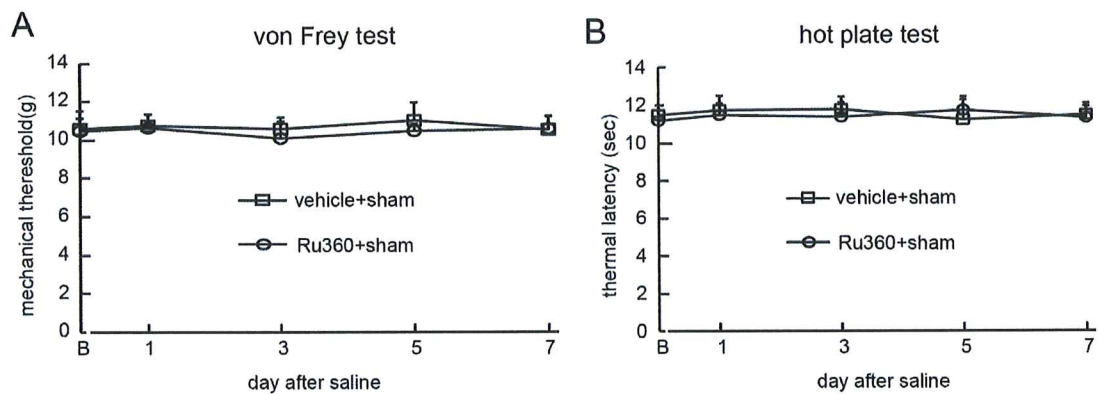 A
von Frey test
14
12
10
8
6
4
2
0
mechanical thereshold(g)
vehicle+sham
Ru360+sham
B 1 3 5 7
day after saline
B
hot plate test
14
12
10
8
6
4
2
0
thermal latency (sec)
vehicle+sham
Ru360+sham
B 1 3 5 7
day after saline